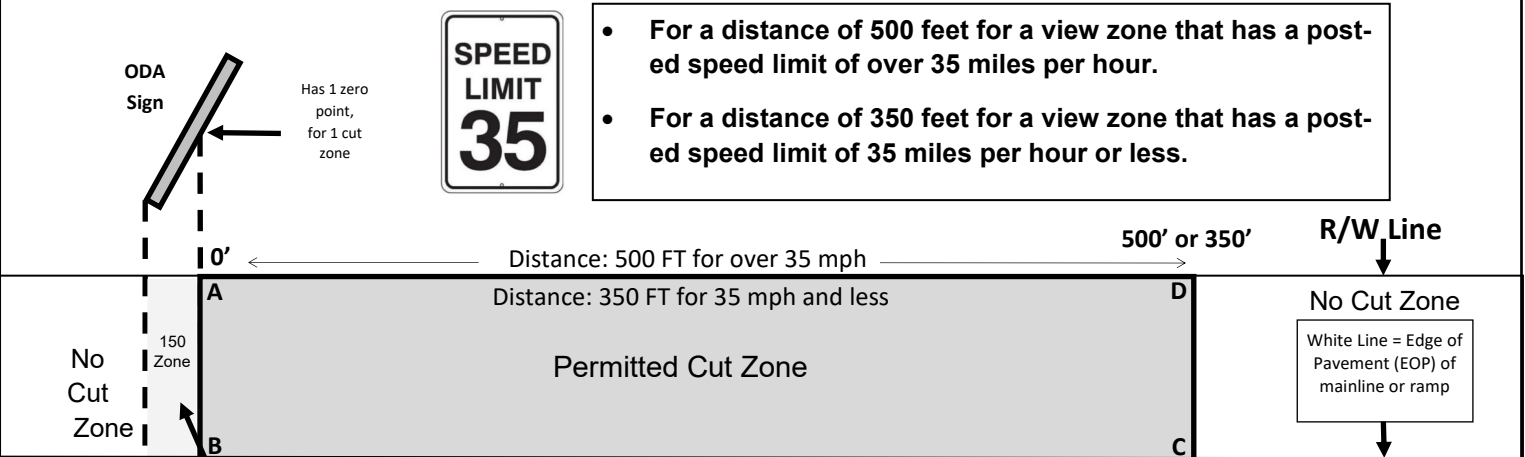 ODA
Sign
Has 1 zero
point,
for 1 cut
zone
SPEED
LIMIT
35
• For a distance of 500 feet for a view zone that has a post-
ed speed limit of over 35 miles per hour.
• For a distance of 350 feet for a view zone that has a post-
ed speed limit of 35 miles per hour or less.
0’
Distance: 500 FT for over 35 mph
500’ or 350’
R/W Line
A
Distance: 350 FT for 35 mph and less
D
No Cut Zone
150
Zone
No
Cut
Zone
Permitted Cut Zone
White Line = Edge of
Pavement (EOP) of
mainline or ramp
B
C